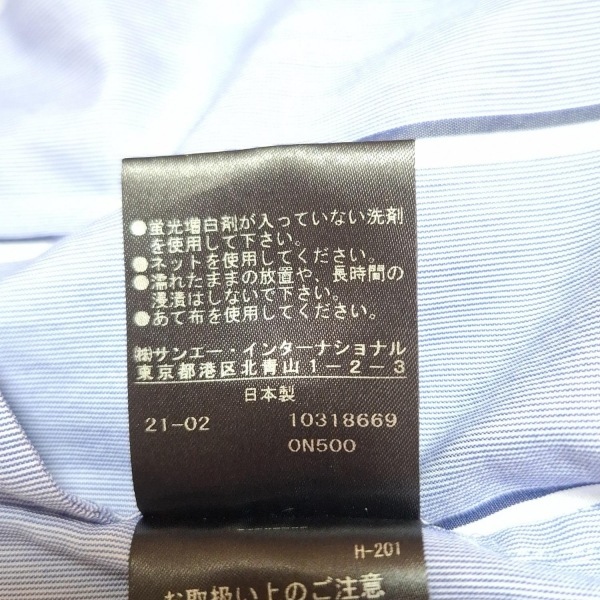 ●蛍光増白剤が入っていない洗剤
を使用して下さい。
●ネットを使用してください。
●濡れたままの放置や、長時間の
浸漬はしないで下さい。
●あて布を使用してください。
㈱サンエー・インターナショナル
東京都港区北青山1-2-3
日本製
21-02 10318669
0N500
H-201
お取扱い上のご注意